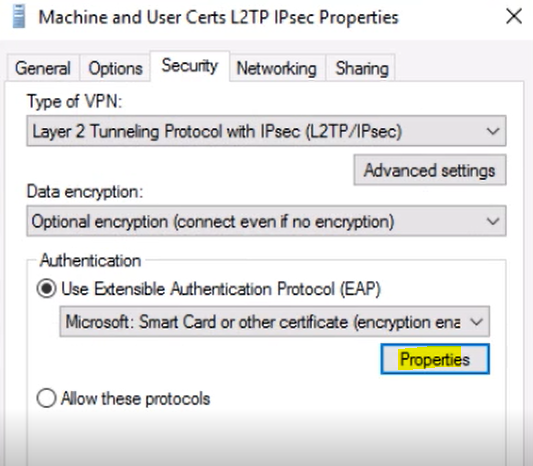 Machine and User Certs L2TP IPsec Properties
General Options Security Networking Sharing
Type of VPN:
Layer 2 Tunneling Protocol with IPsec (L2TP/IPsec)
Advanced settings
Data encryption:
Optional encryption (connect even if no encryption)
Authentication
Use Extensible Authentication Protocol (EAP)
Microsoft: Smart Card or other certificate (encryption ena
Properties
Allow these protocols